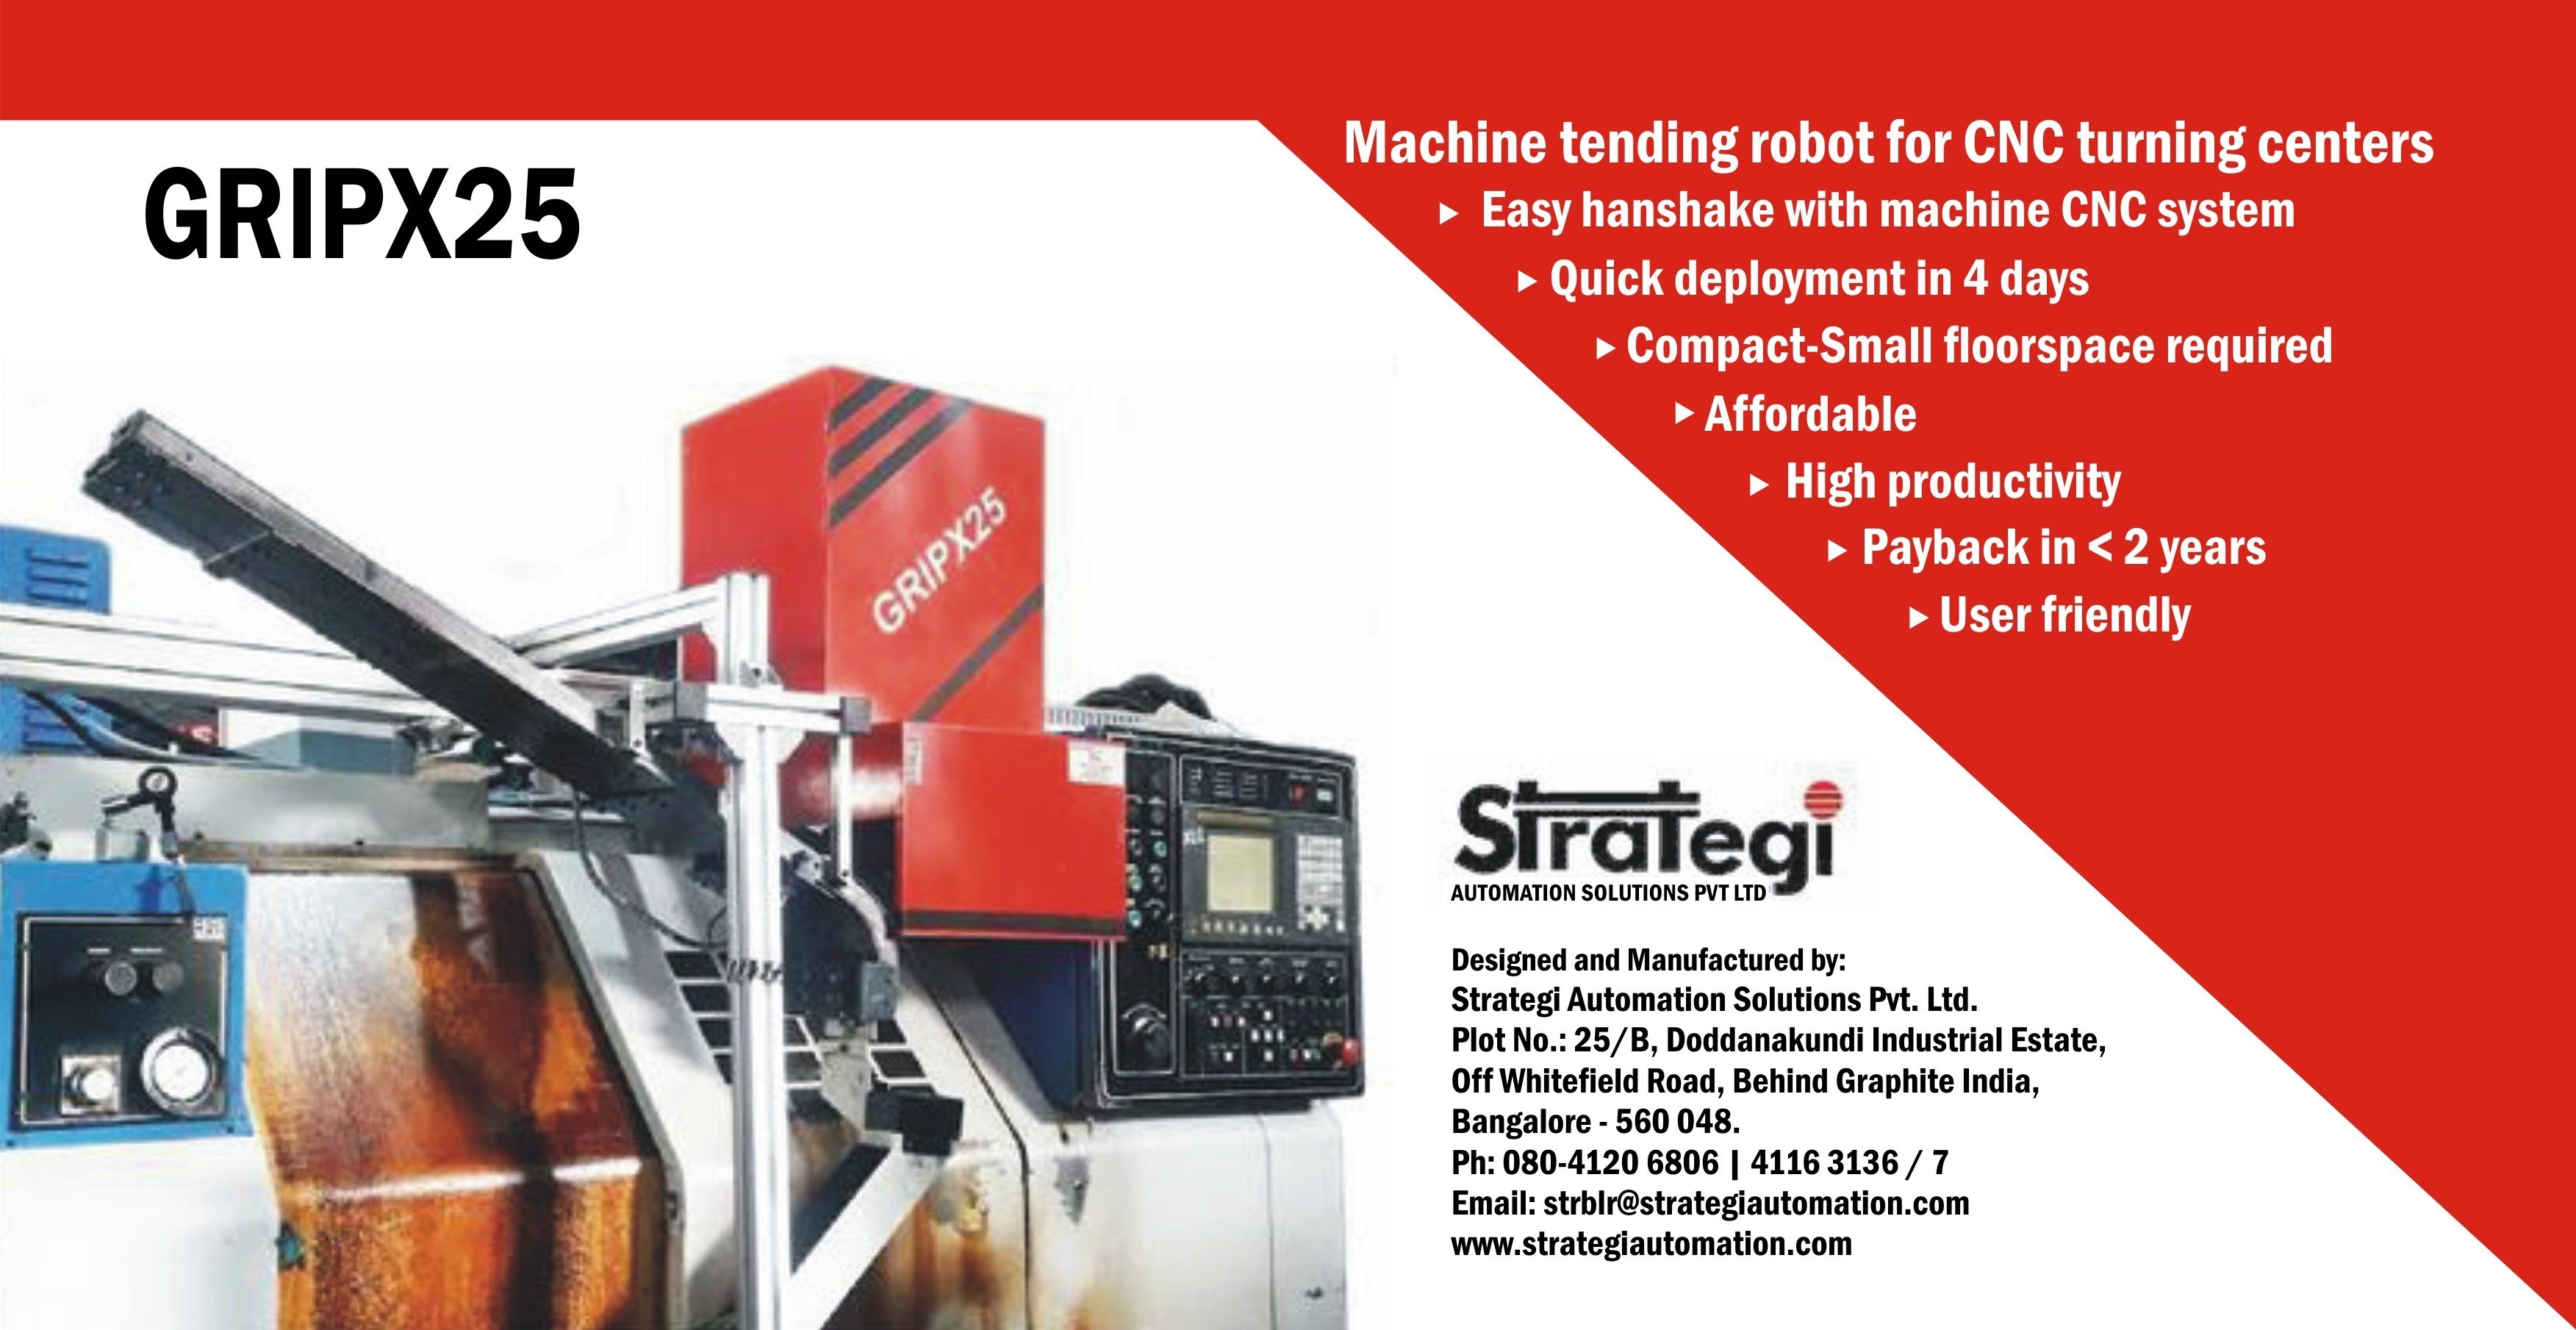 GRIPX25
Machine tending robot for CNC turning centers
Easy hanshake with machine CNC system
Quick deployment in 4 days
Compact-Small floorspace required
Affordable
High productivity
Payback in < 2 years
User friendly
GRIPX25
Strategi
AUTOMATION SOLUTIONS PVT LTD
Designed and Manufactured by:
Strategi Automation Solutions Pvt. Ltd.
Plot No.: 25/B, Doddanakundi Industrial Estate,
Off Whitefield Road, Behind Graphite India,
Bangalore - 560 048.
Ph: 080-4120 6806 | 4116 3136 / 7
Email: strblr@strategiautomation.com
www.strategiautomation.com